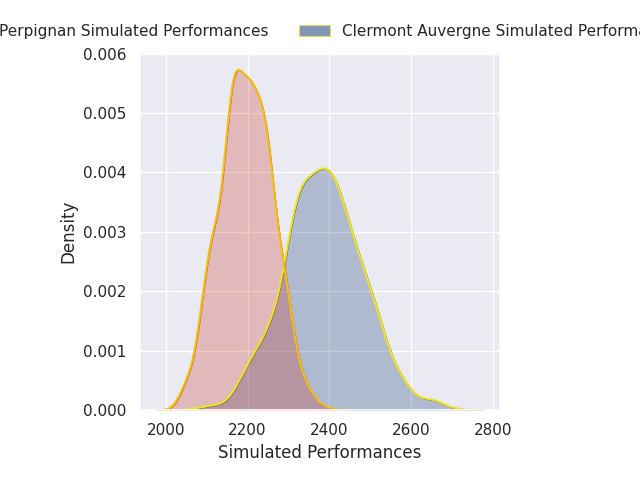 Perpignan Simulated Performances Clermont Auvergne Simulated Performa
0.006
0.005
0.004
0.003
0.002
0.001
0.000
Density
2000 2200 2400 2600 2800
Simulated Performances